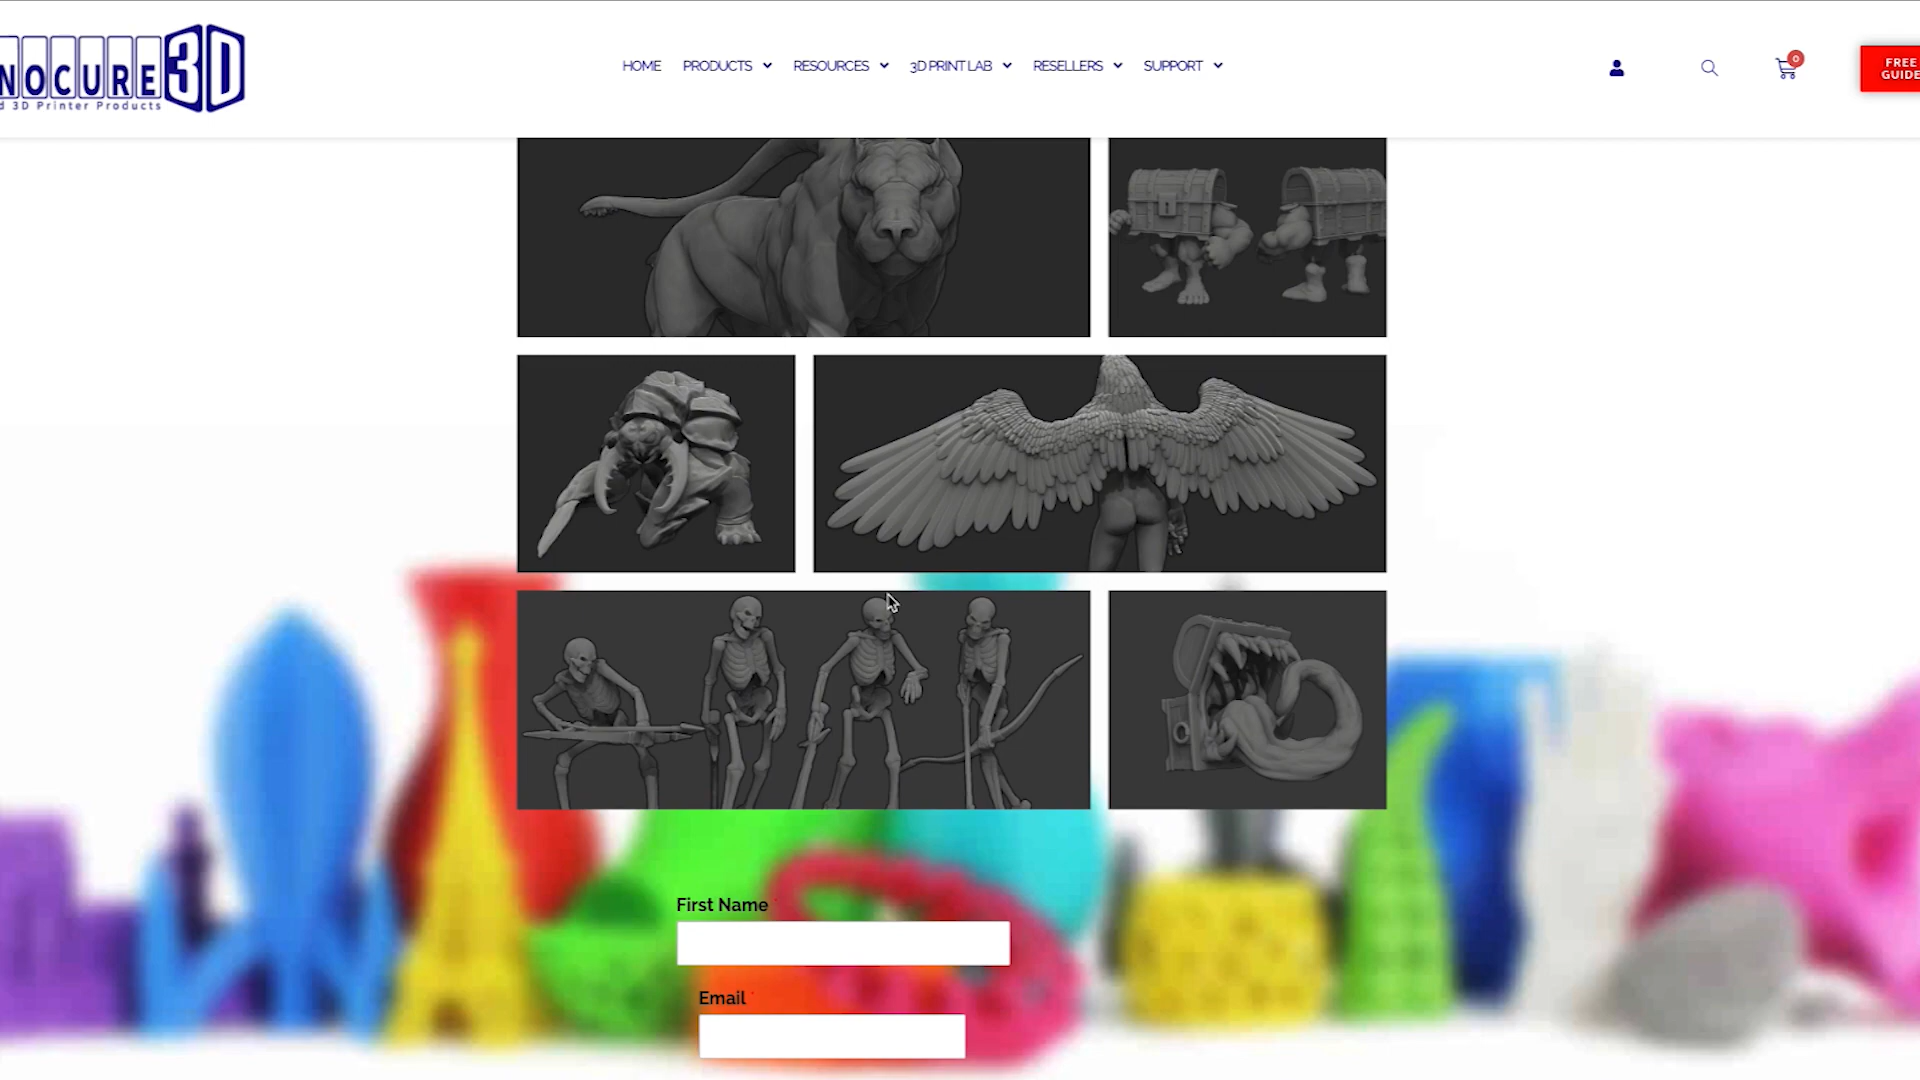 NOCURE3D
d 3D Printer Products
HOME
PRODUCTS
RESOURCES
3D PRINT LAB
RESELLERS
SUPPORT
0
FREE
GUIDE
First Name
Email